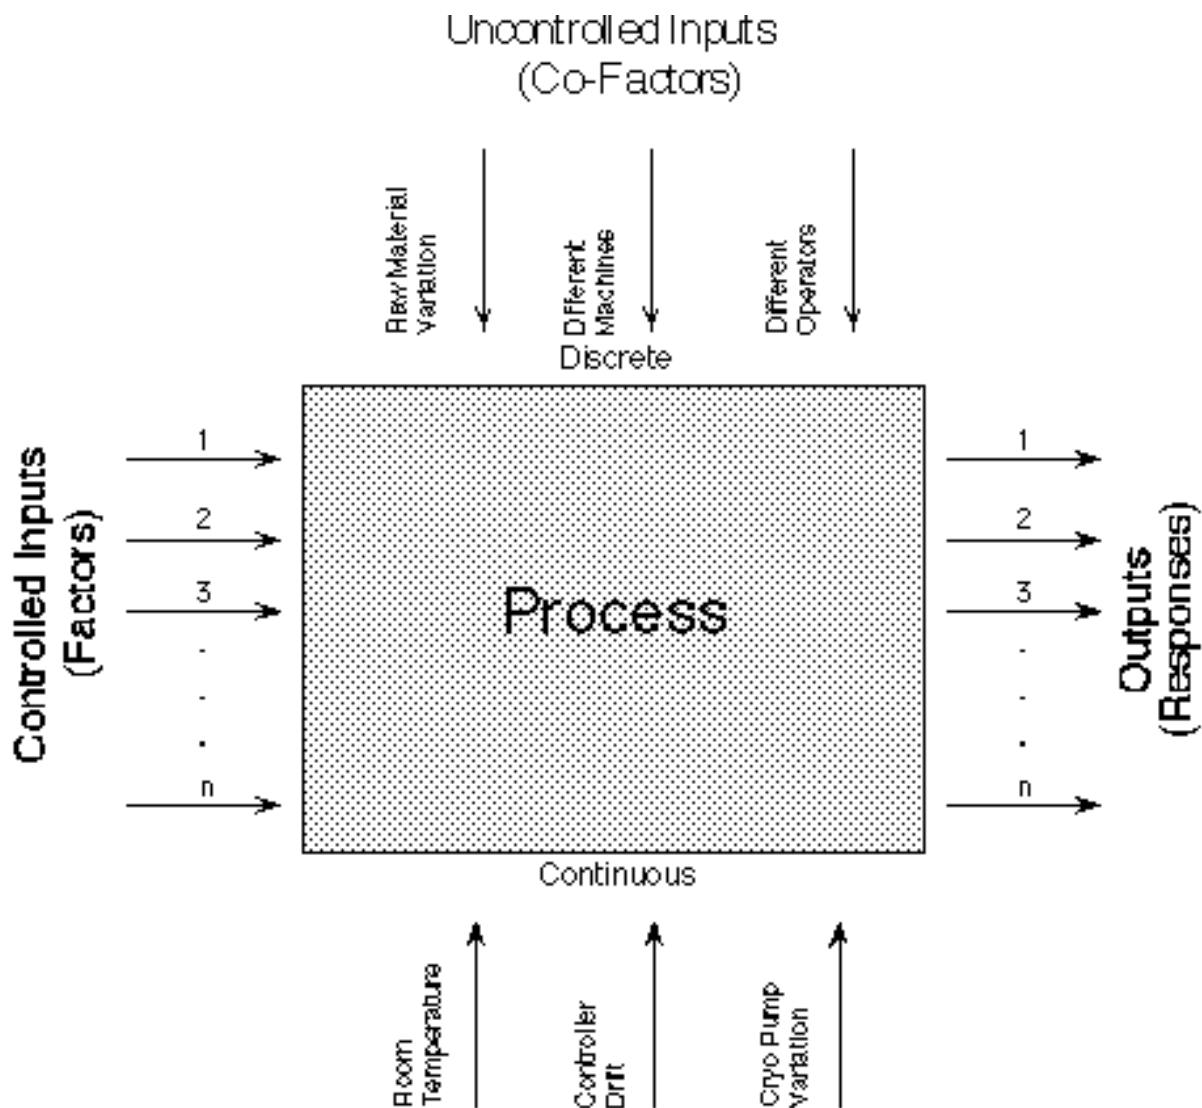 Uncontrolled Inputs
(Co-Factors)
Raw Material
Variation
Different
Machines
Different
Operators
Discrete
Controlled Inputs
(Factors)
1
2
3
n
Process
1
2
3
n
Outputs
(Responses)
Continuous
Room
Temperature
Controller
Drift
Cryo Pump
Variation